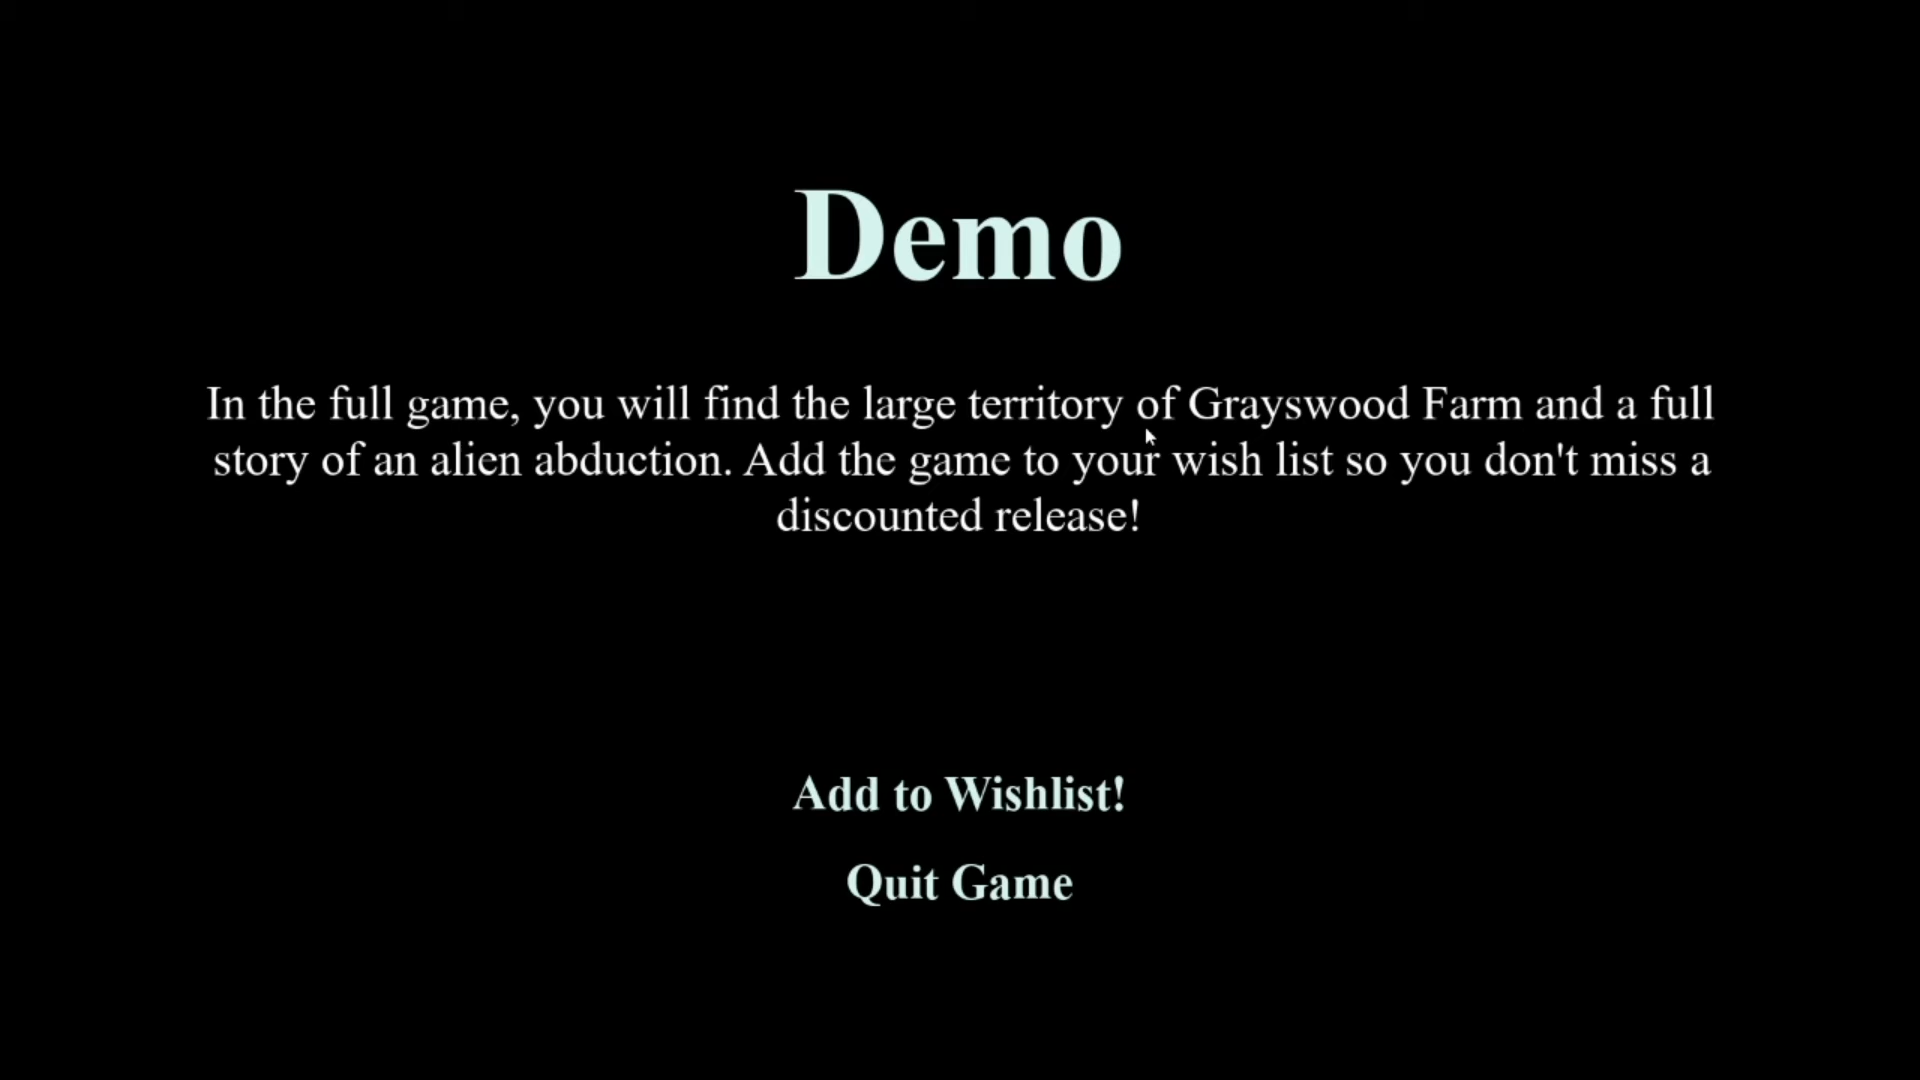 Demo
In the full game, you will find the large territory of Grayswood Farm and a full
story of an alien abduction. Add the game to your wish list so you don't miss a
discounted release!
Add to Wishlist!
Quit Game